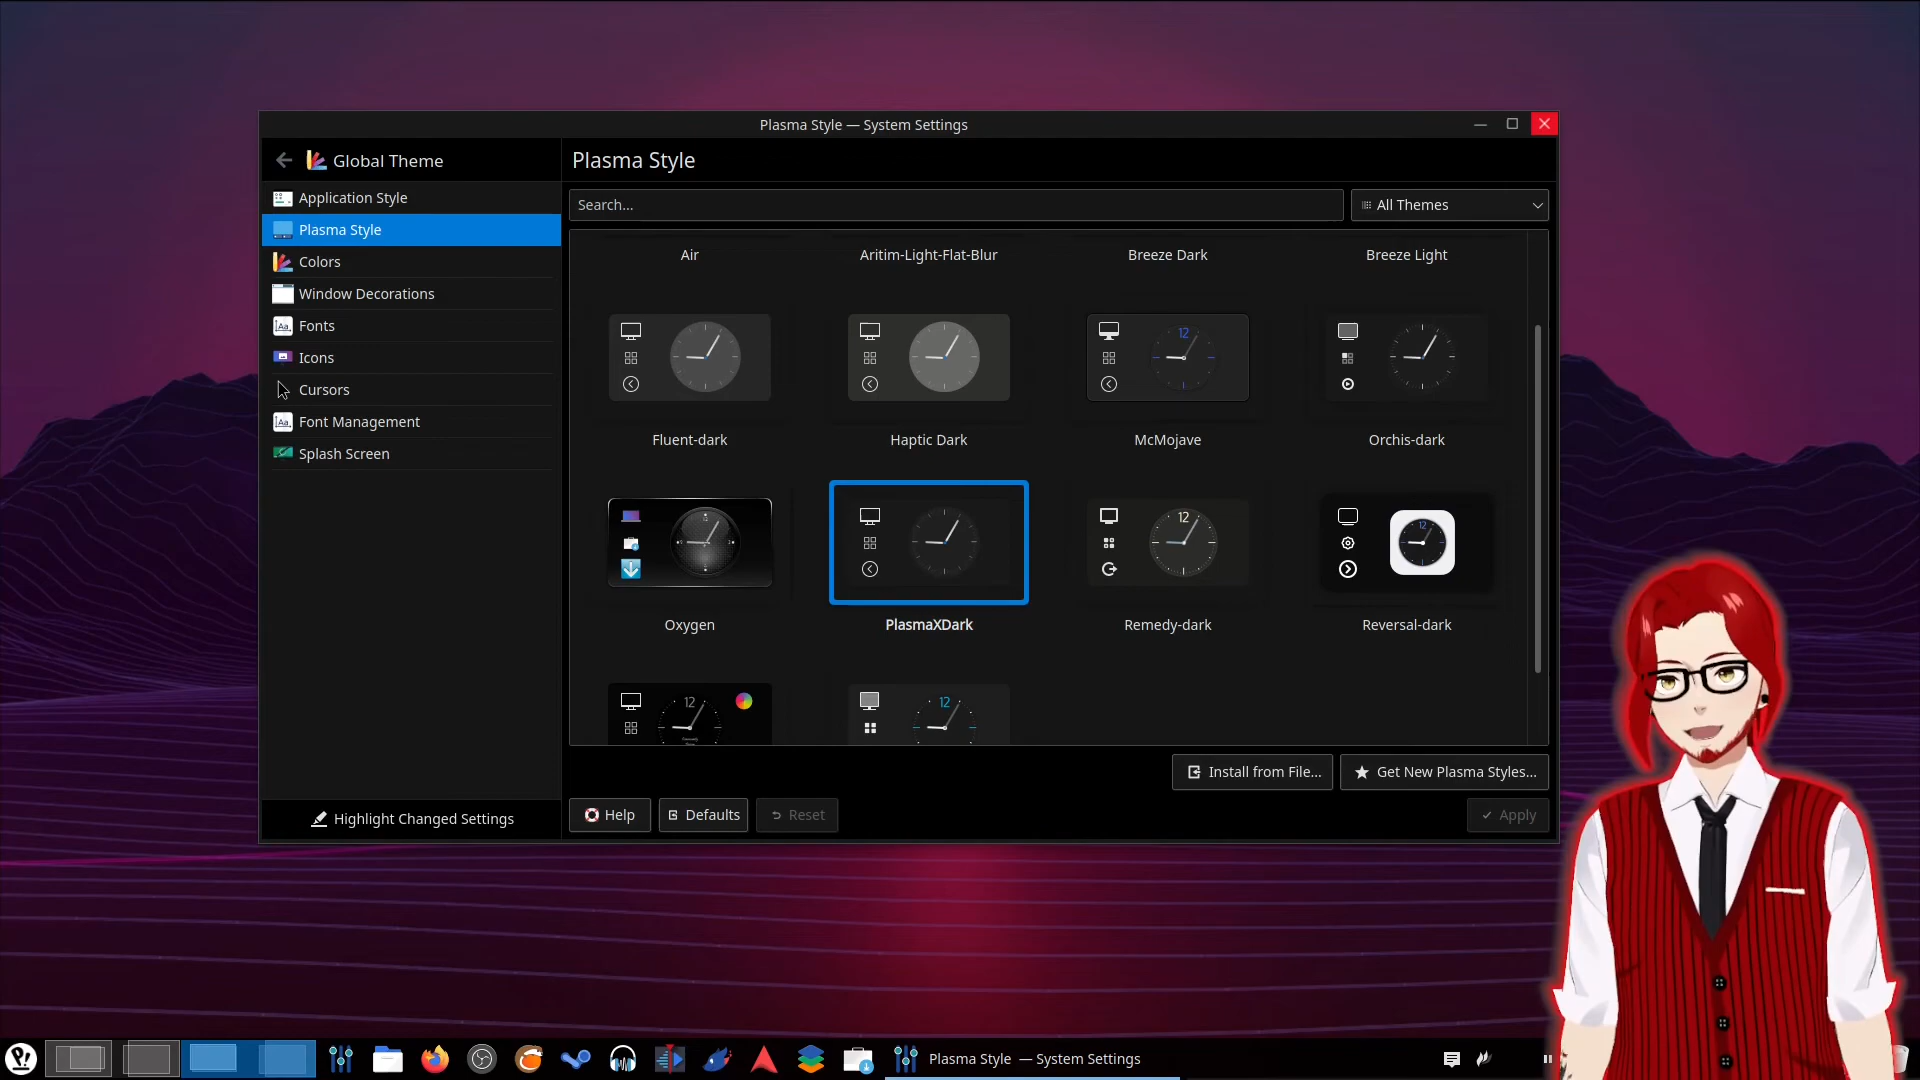 Plasma Style — System Settings
Global Theme
Plasma Style
Application Style
Plasma Style
Colors
Window Decorations
Fonts
Icons
Cursors
Font Management
Splash Screen
Highlight Changed Settings
Search...
All Themes
Air
Aritim-Light-Flat-Blur
Breeze Dark
Breeze Light
12
Fluent-dark
Haptic Dark
McMojave
Orchis-dark
12
12
Oxygen
PlasmaXDark
Remedy-dark
Reversal-dark
12
12
Install from File...
Get New Plasma Styles...
Help
Defaults
Reset
Apply
Plasma Style — System Settings